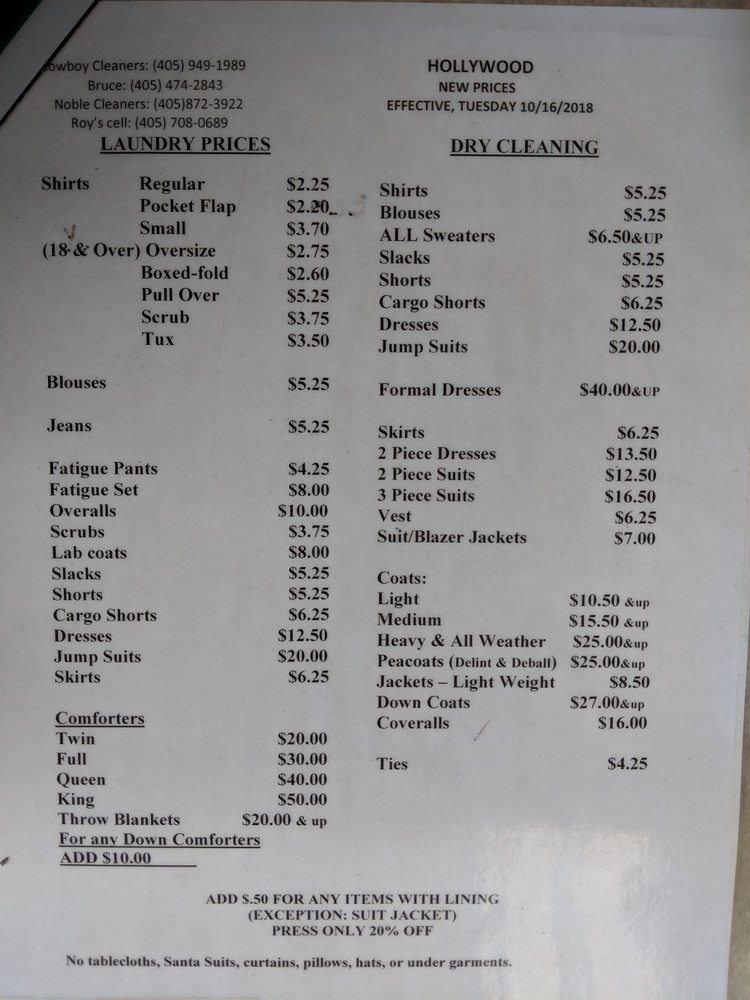 owboy Cleaners: (405) 949-1989
Bruce: (405) 474-2843
Noble Cleaners: (405)872-3922
Roy's cell: (405) 708-0689
LAUNDRY PRICES
Shirts Regular $2.25
Pocket Flap $2.20
Small $3.70
(18 & Over) Oversize $2.75
Boxed-fold $2.60
Pull Over $5.25
Scrub $3.75
Tux $3.50
Blouses $5.25
Jeans $5.25
Fatigue Pants $4.25
Fatigue Set $8.00
Overalls $10.00
Scrubs $3.75
Lab coats $8.00
Slacks $5.25
Shorts $5.25
Cargo Shorts $6.25
Dresses $12.50
Jump Suits $20.00
Skirts $6.25
Comforters
Twin $20.00
Full $30.00
Queen $40.00
King $50.00
Throw Blankets $20.00 & up
For any Down Comforters
ADD $10.00
HOLLYWOOD
NEW PRICES
EFFECTIVE, TUESDAY 10/16/2018
DRY CLEANING
Shirts $5.25
Blouses $5.25
ALL Sweaters $6.50&UP
Slacks $5.25
Shorts $5.25
Cargo Shorts $6.25
Dresses $12.50
Jump Suits $20.00
Formal Dresses $40.00&UP
Skirts $6.25
2 Piece Dresses $13.50
2 Piece Suits $12.50
3 Piece Suits $16.50
Vest $6.25
Suit/Blazer Jackets $7.00
Coats:
Light $10.50 &up
Medium $15.50 &up
Heavy & All Weather $25.00&up
Peacoats (Delint & Deball) $25.00&up
Jackets – Light Weight $8.50
Down Coats $27.00&up
Coveralls $16.00
Ties $4.25
ADD $.50 FOR ANY ITEMS WITH LINING
(EXCEPTION: SUIT JACKET)
PRESS ONLY 20% OFF
No tablecloths, Santa Suits, curtains, pillows, hats, or under garments.